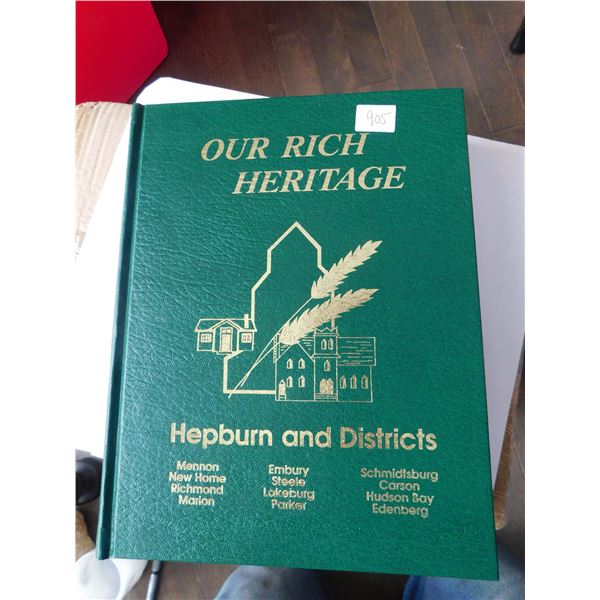 905
OUR RICH
HERITAGE
Hepburn and Districts
Mennon
New Home
Richmond
Marion
Embury
Steele
Lakeburg
Parker
Schmidtsburg
Carson
Hudson Bay
Edenberg